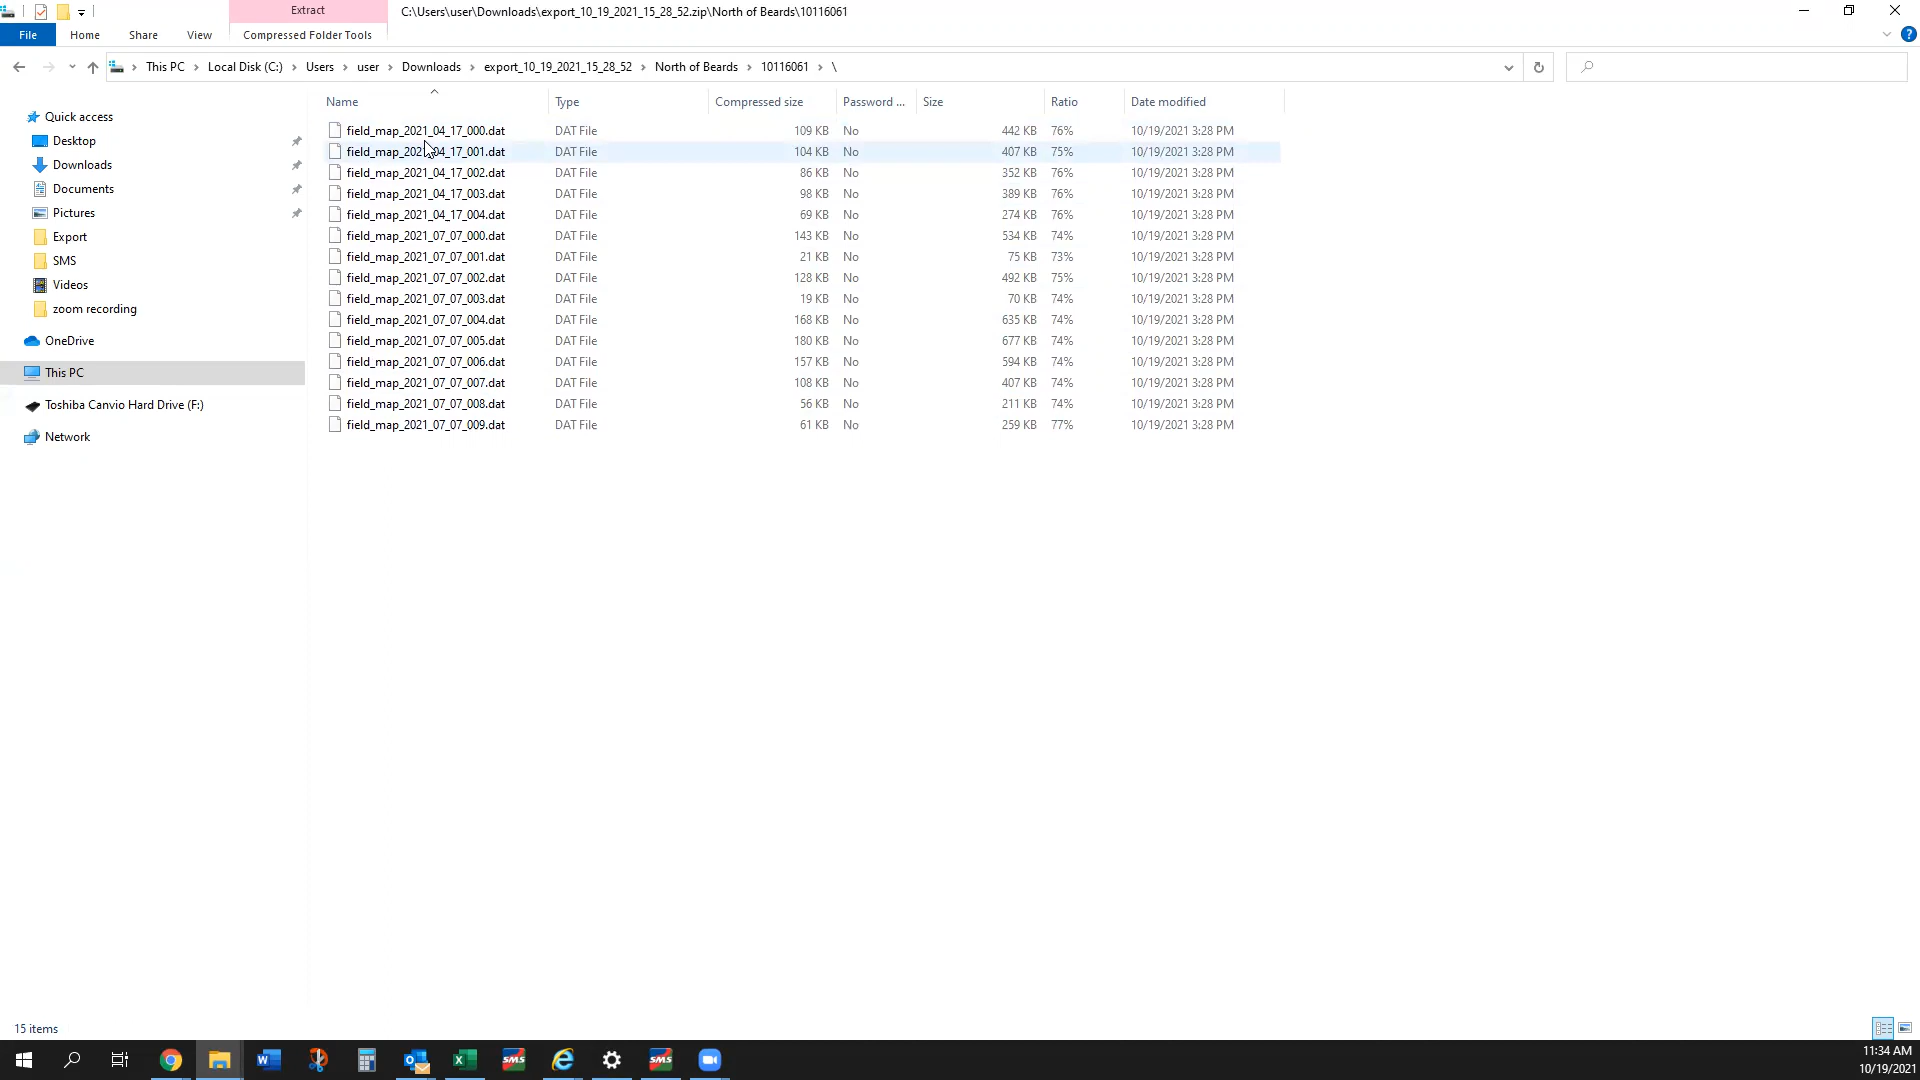 Extract
C:\Users\user\Downloads\export_10_19_2021_15_28_52.zip\North of Beards\10116061
File Home Share View Compressed Folder Tools
This PC Local Disk (C:) Users user Downloads export_10_19_2021_15_28_52 North of Beards 10116061 \
Name Type Compressed size Password ... Size Ratio Date modified
Quick access
Desktop
Downloads
Documents
Pictures
Export
SMS
Videos
zoom recording
OneDrive
This PC
Toshiba Canvio Hard Drive (F:)
Network
field_map_2021_04_17_000.dat DAT File 109 KB No 442 KB 76% 10/19/2021 3:28 PM
field_map_2021_04_17_001.dat DAT File 104 KB No 407 KB 75% 10/19/2021 3:28 PM
field_map_2021_04_17_002.dat DAT File 86 KB No 352 KB 76% 10/19/2021 3:28 PM
field_map_2021_04_17_003.dat DAT File 98 KB No 389 KB 76% 10/19/2021 3:28 PM
field_map_2021_04_17_004.dat DAT File 69 KB No 274 KB 76% 10/19/2021 3:28 PM
field_map_2021_07_07_000.dat DAT File 143 KB No 534 KB 74% 10/19/2021 3:28 PM
field_map_2021_07_07_001.dat DAT File 21 KB No 75 KB 73% 10/19/2021 3:28 PM
field_map_2021_07_07_002.dat DAT File 128 KB No 492 KB 75% 10/19/2021 3:28 PM
field_map_2021_07_07_003.dat DAT File 19 KB No 70 KB 74% 10/19/2021 3:28 PM
field_map_2021_07_07_004.dat DAT File 168 KB No 635 KB 74% 10/19/2021 3:28 PM
field_map_2021_07_07_005.dat DAT File 180 KB No 677 KB 74% 10/19/2021 3:28 PM
field_map_2021_07_07_006.dat DAT File 157 KB No 594 KB 74% 10/19/2021 3:28 PM
field_map_2021_07_07_007.dat DAT File 108 KB No 407 KB 74% 10/19/2021 3:28 PM
field_map_2021_07_07_008.dat DAT File 56 KB No 211 KB 74% 10/19/2021 3:28 PM
field_map_2021_07_07_009.dat DAT File 61 KB No 259 KB 77% 10/19/2021 3:28 PM
15 items
SMS SMS
11:34 AM
10/19/2021